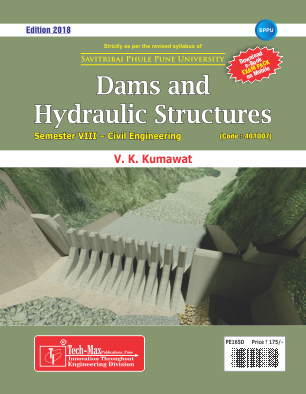 Edition 2018
SPPU
Strictly as per the revised syllabus of
SAVITRIBAI PHULE PUNE UNIVERSITY
Download
e-Book
EXAM PACK
on Mobile
Dams and
Hydraulic Structures
Semester VIII – Civil Engineering
(Code : 401007)
V. K. Kumawat
Tech-Max
Publications, Pune
Innovation Throughout
Engineering Division
PE165D Price ₹ 175/-